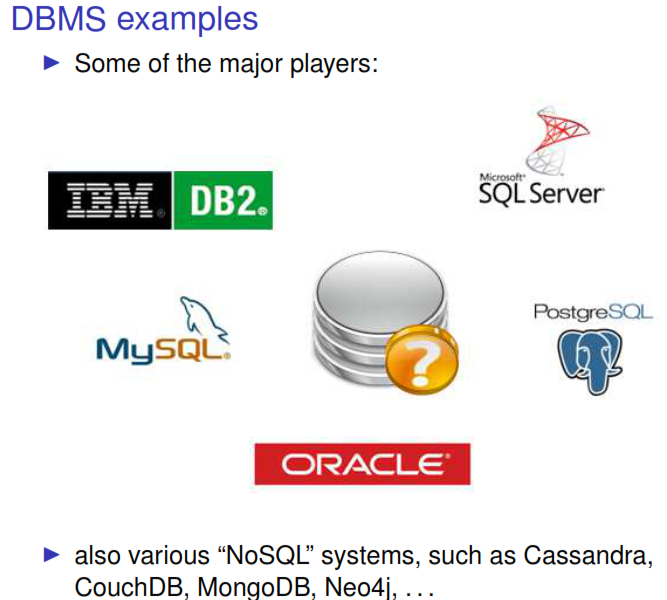 DBMS examples
Some of the major players:
Microsoft
SQL Server
IBM DB2
PostgreSQL
MySQL
?
ORACLE
also various “NoSQL” systems, such as Cassandra,
CouchDB, MongoDB, Neo4j, . . .